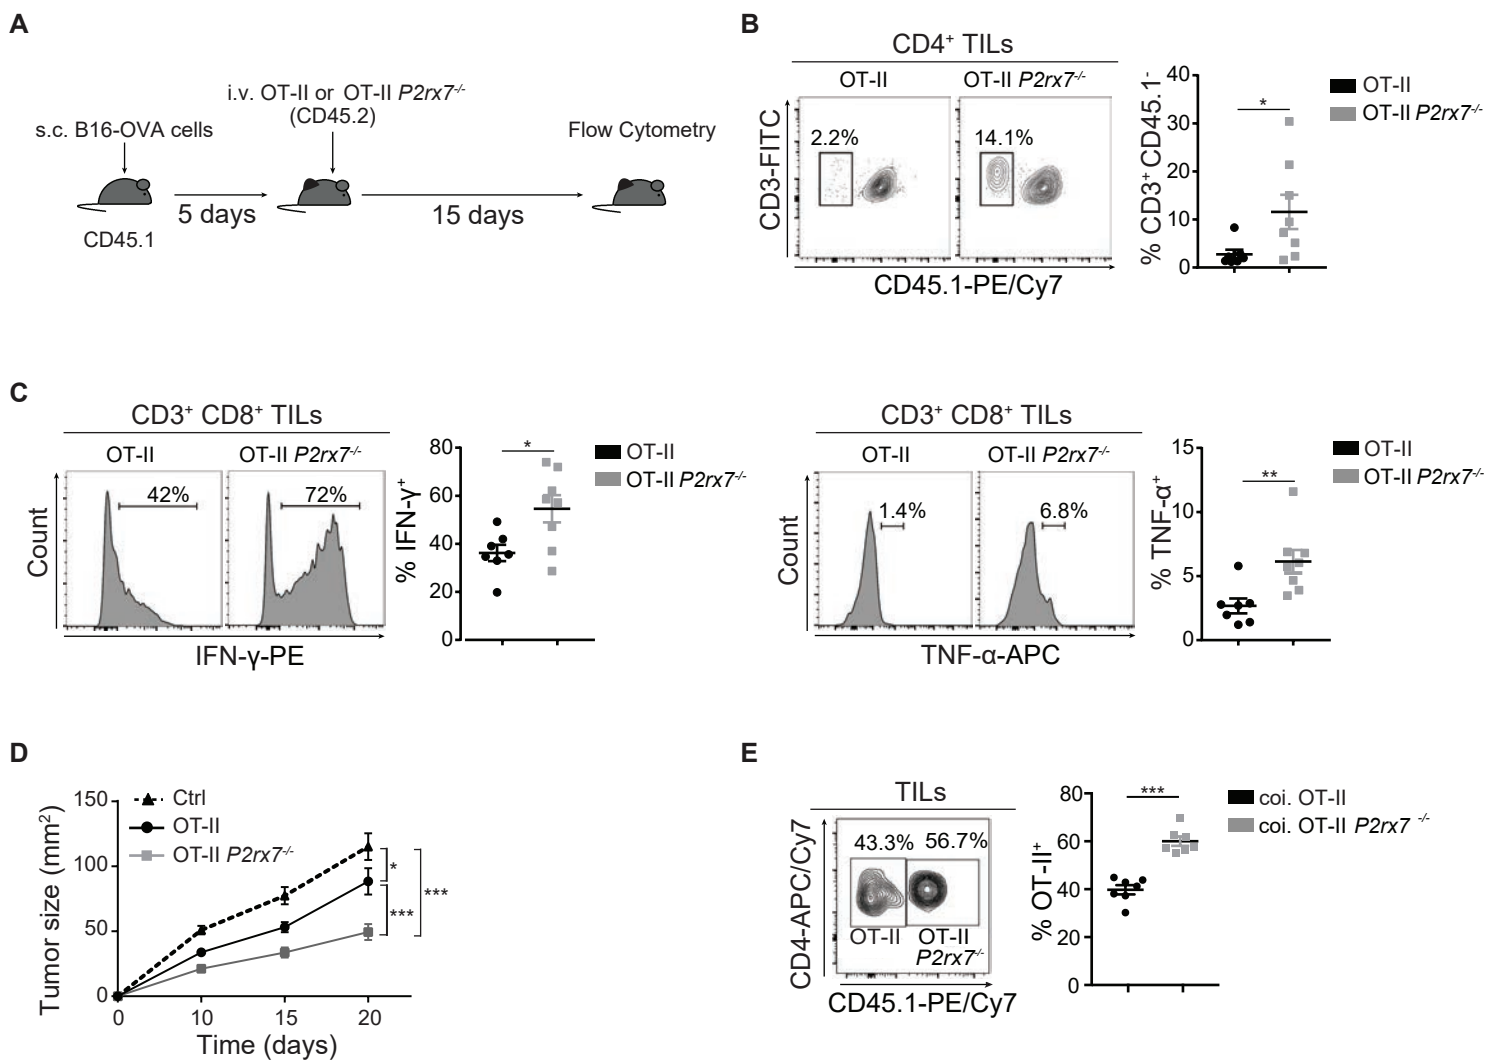 A
s.c. B16-OVA cells
i.v. OT-II or OT-II P2rx7-/-
(CD45.2)
Flow Cytometry
5 days
15 days
CD45.1
B
CD4+ TILs
OT-II
OT-II P2rx7-/-
2.2%
14.1%
CD3-FITC
CD45.1-PE/Cy7
% CD3+ CD45.1-
40
30
20
10
0
*
OT-II
OT-II P2rx7-/-
C
CD3+ CD8+ TILs
OT-II
OT-II P2rx7-/-
42%
72%
Count
IFN-γ-PE
% IFN-γ+
80
60
40
20
0
*
OT-II
OT-II P2rx7-/-
CD3+ CD8+ TILs
OT-II
OT-II P2rx7-/-
1.4%
6.8%
Count
TNF-α-APC
% TNF-α+
15
10
5
0
**
OT-II
OT-II P2rx7-/-
D
Tumor size (mm2)
150
100
50
0
Ctrl
OT-II
OT-II P2rx7-/-
*
***
***
0
10
15
20
Time (days)
E
TILs
43.3%
56.7%
OT-II
OT-II
P2rx7-/-
CD4-APC/Cy7
CD45.1-PE/Cy7
% OT-II+
80
60
40
20
0
***
coi. OT-II
coi. OT-II P2rx7 -/-